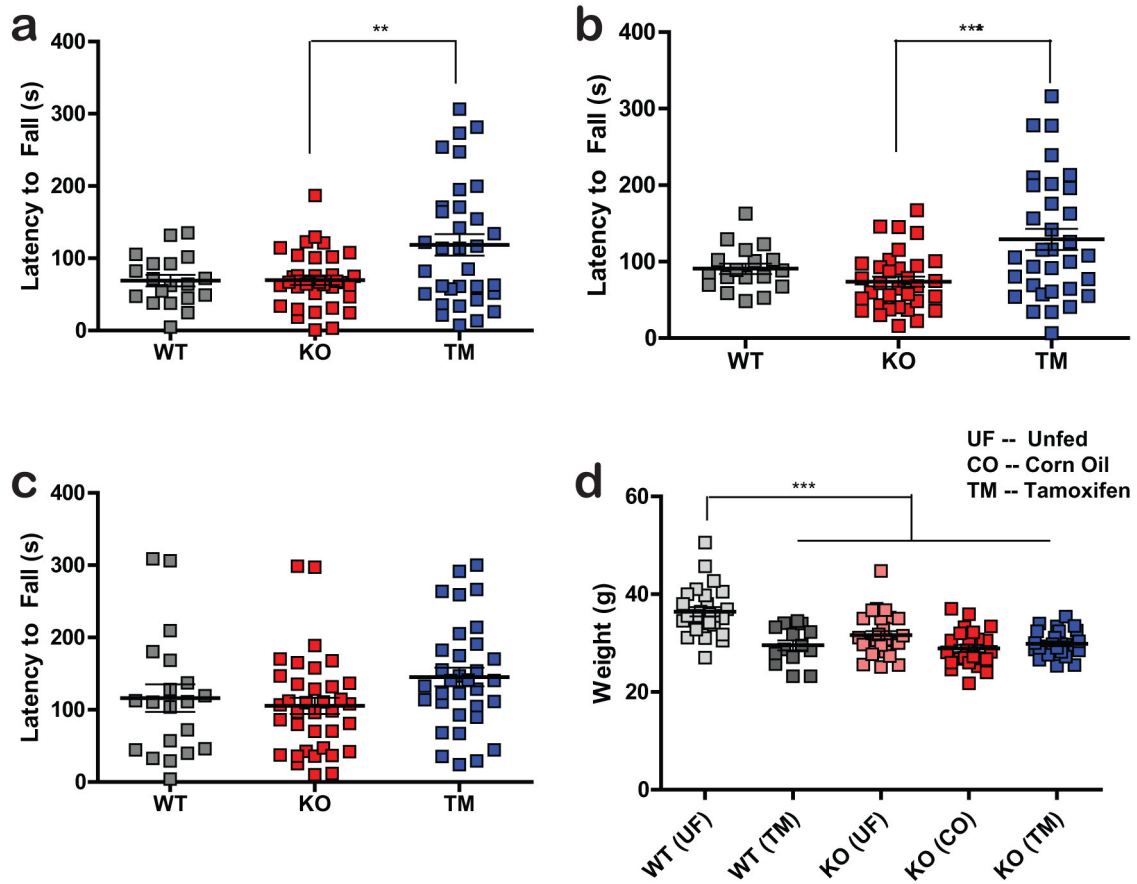 a
Latency to Fall (s)
400
300
200
100
0
**
WT
KO
TM
b
Latency to Fall (s)
400
300
200
100
0
***
WT
KO
TM
c
Latency to Fall (s)
400
300
200
100
0
WT
KO
TM
UF -- Unfed
CO -- Corn Oil
TM -- Tamoxifen
d
Weight (g)
60
40
20
0
***
WT (UF)
WT (TM)
KO (UF)
KO (CO)
KO (TM)